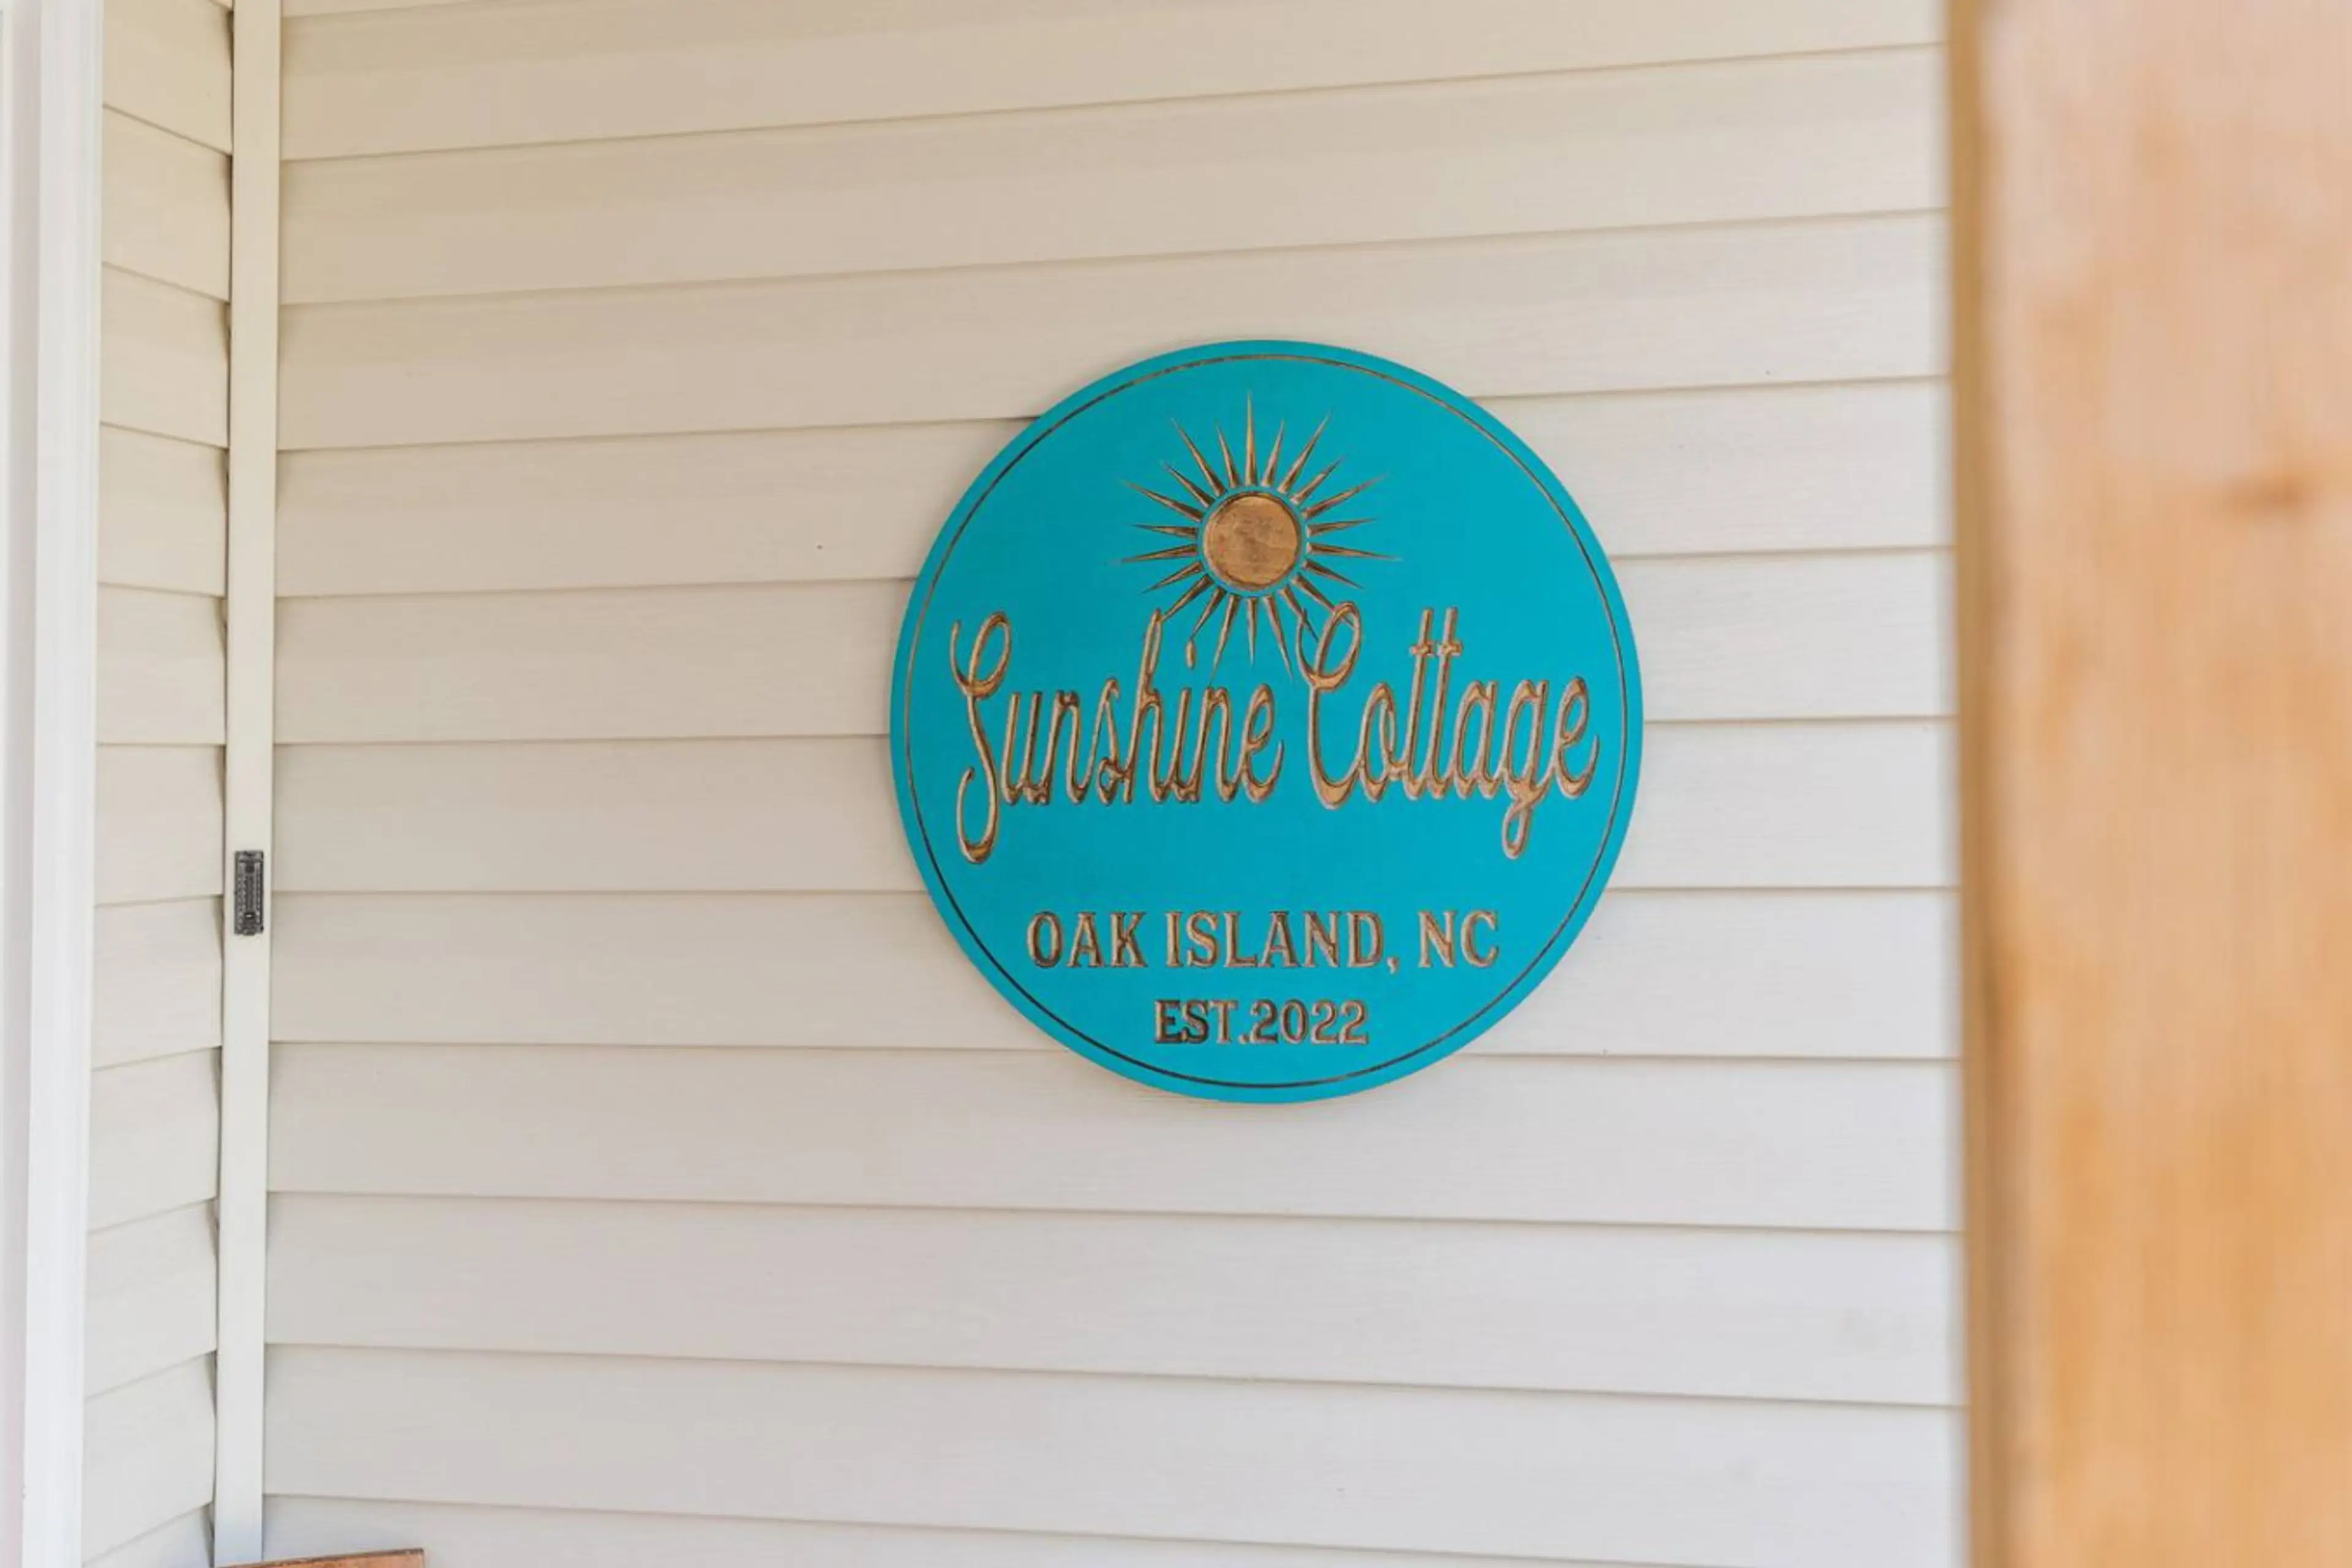 Sunshine Cottage
OAK ISLAND, NC
EST.2022